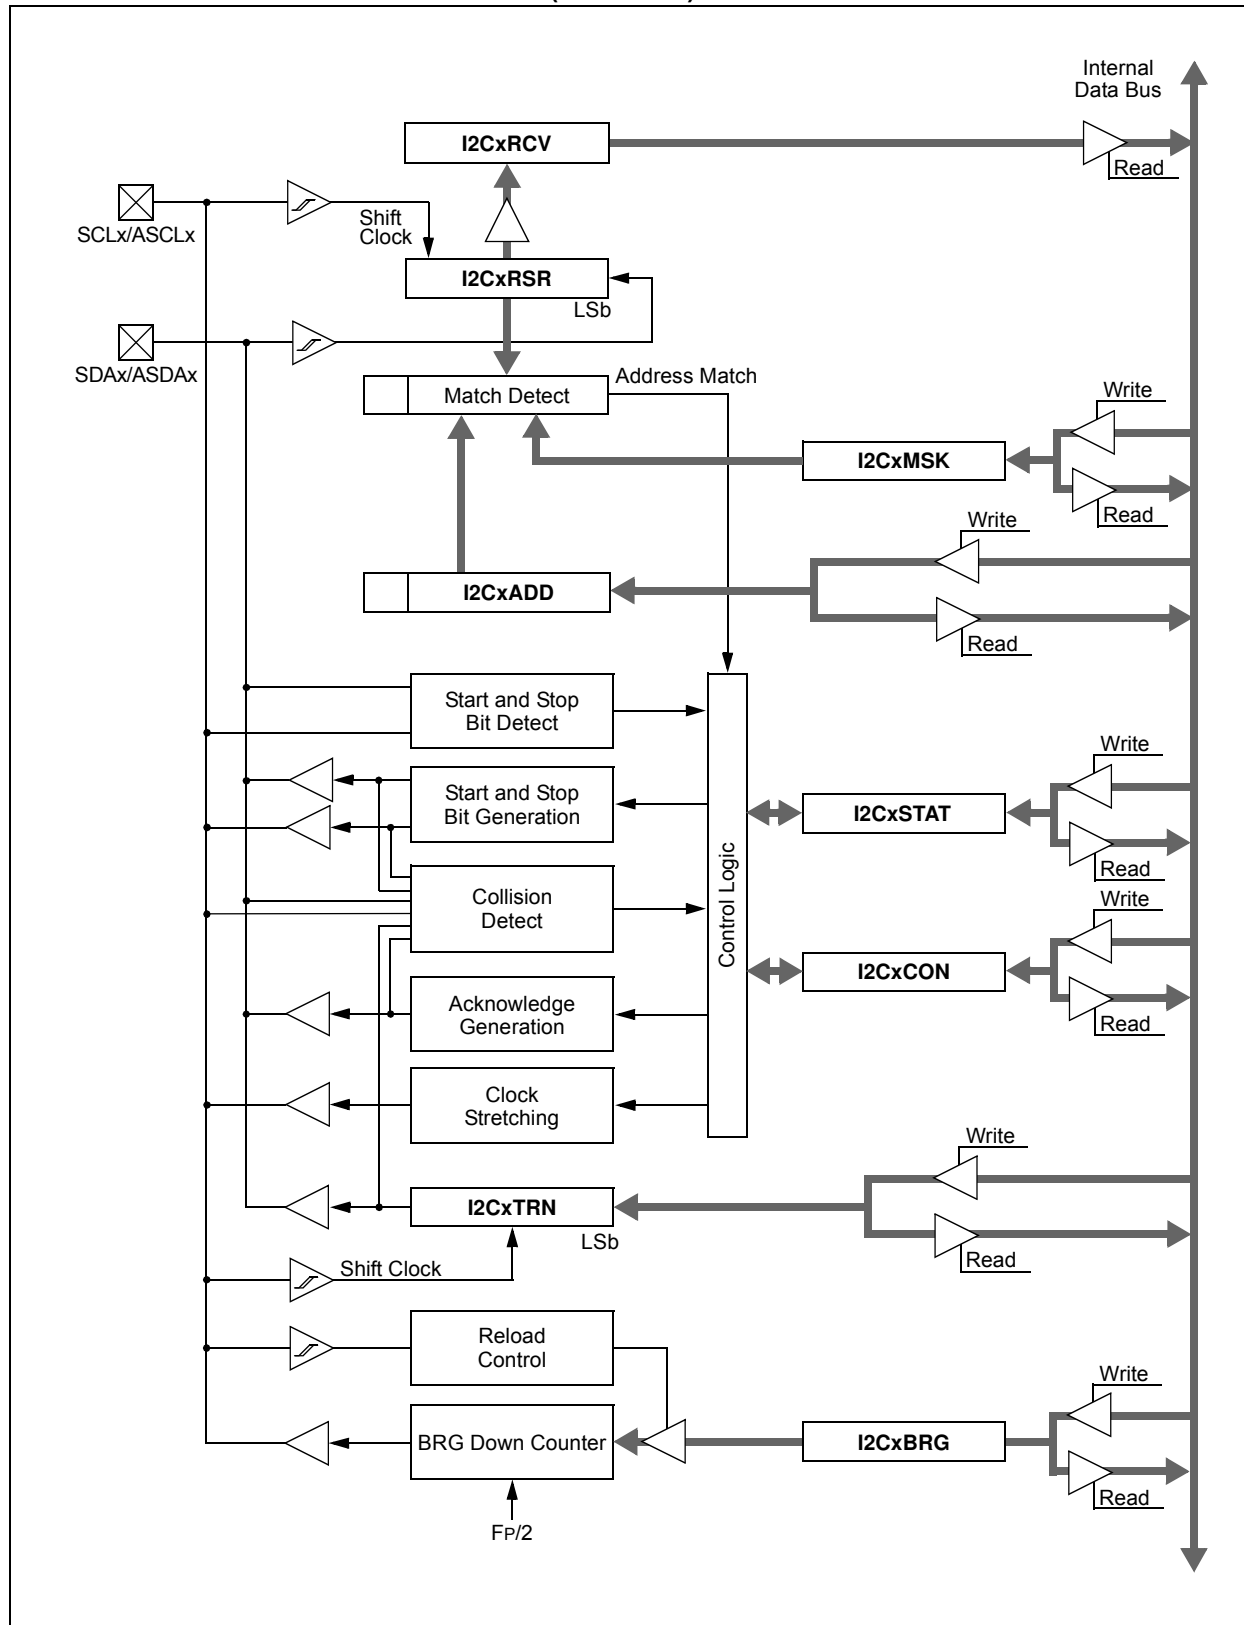 Internal
Data Bus
I2CxRCV
Read
SCLx/ASCLx
Shift
Clock
I2CxRSR
LSb
SDAx/ASDAx
Address Match
Match Detect
Write
I2CxMSK
Read
Write
I2CxADD
Read
Start and Stop
Bit Detect
Write
Start and Stop
Bit Generation
I2CxSTAT
Read
Control Logic
Collision
Detect
Write
I2CxCON
Read
Acknowledge
Generation
Clock
Stretching
Write
I2CxTRN
LSb
Read
Shift Clock
Reload
Control
Write
BRG Down Counter
I2CxBRG
Read
FP/2